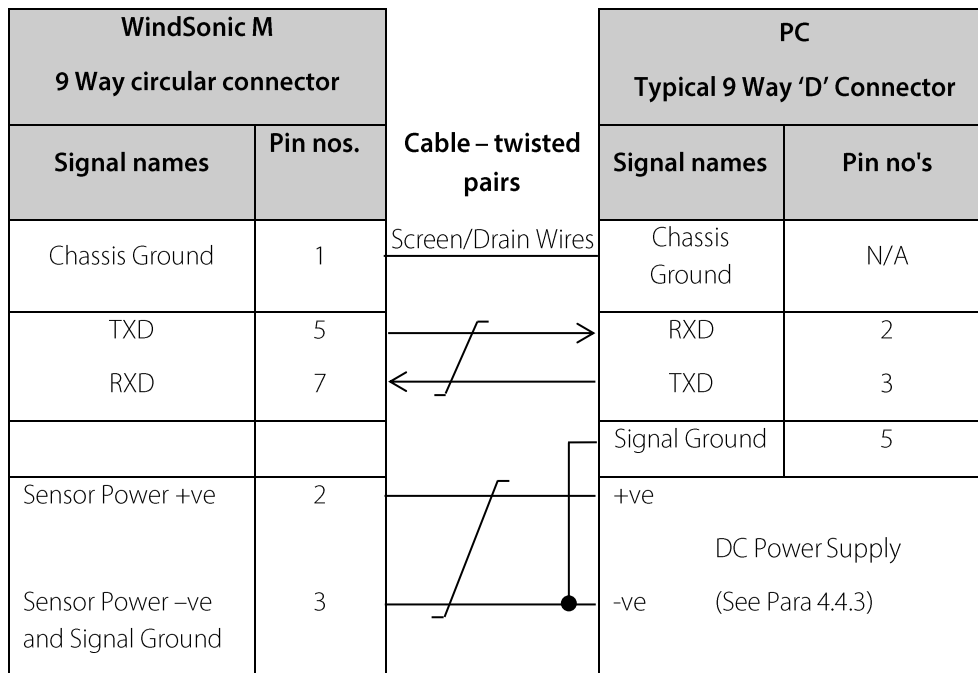 WindSonic M
9 Way circular connector
PC
Typical 9 Way ‘D’ Connector
Signal names
Pin nos.
Cable – twisted
pairs
Signal names
Pin no's
Chassis Ground
1
Screen/Drain Wires
Chassis
Ground
N/A
TXD
5
RXD
2
RXD
7
TXD
3
Signal Ground
5
Sensor Power +ve
2
+ve
DC Power Supply
Sensor Power –ve
and Signal Ground
3
-ve
(See Para 4.4.3)